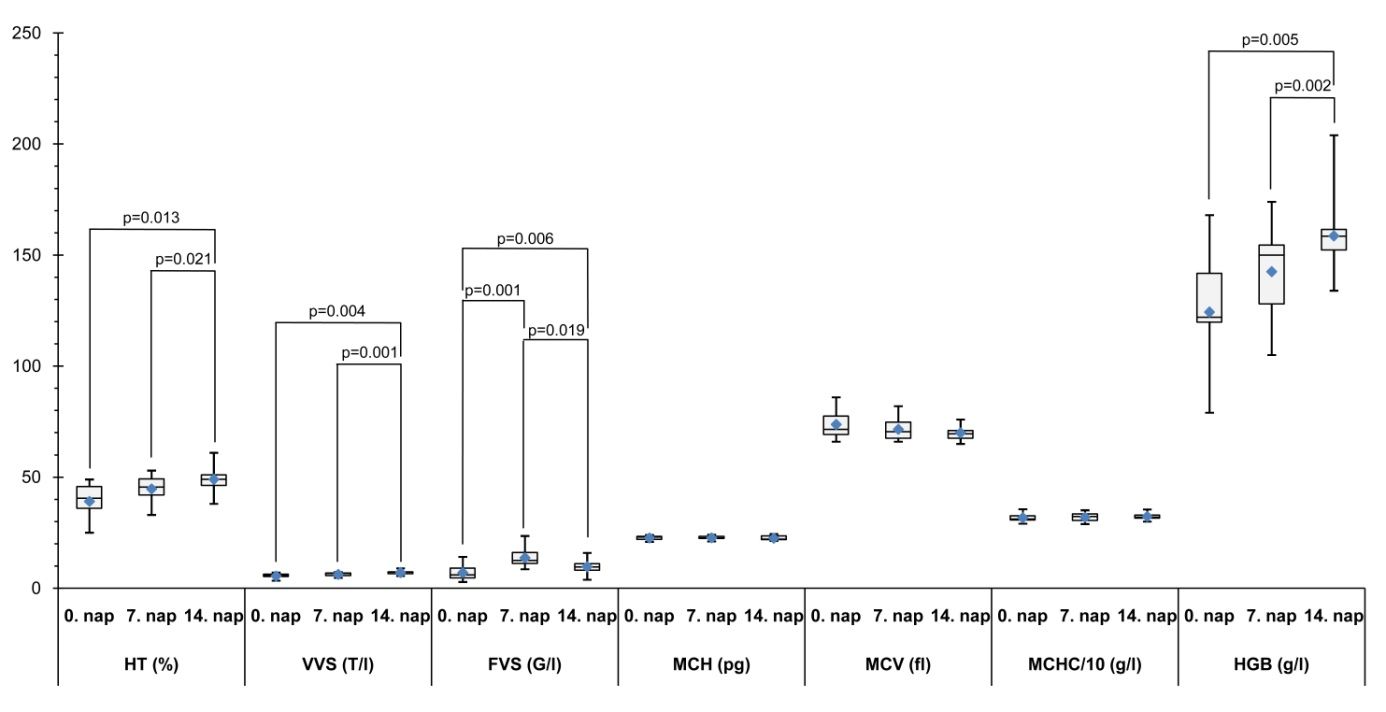 250
200
150
100
50
0
p=0.013
p=0.021
p=0.004
p=0.001
p=0.006
p=0.001
p=0.019
p=0.005
p=0.002
0. nap 7. nap 14. nap 0. nap 7. nap 14. nap 0. nap 7. nap 14. nap 0. nap 7. nap 14. nap 0. nap 7. nap 14. nap 0. nap 7. nap 14. nap 0. nap 7. nap 14. nap
HT (%) VVS (T/l) FVS (G/l) MCH (pg) MCV (fl) MCHC/10 (g/l) HGB (g/l)